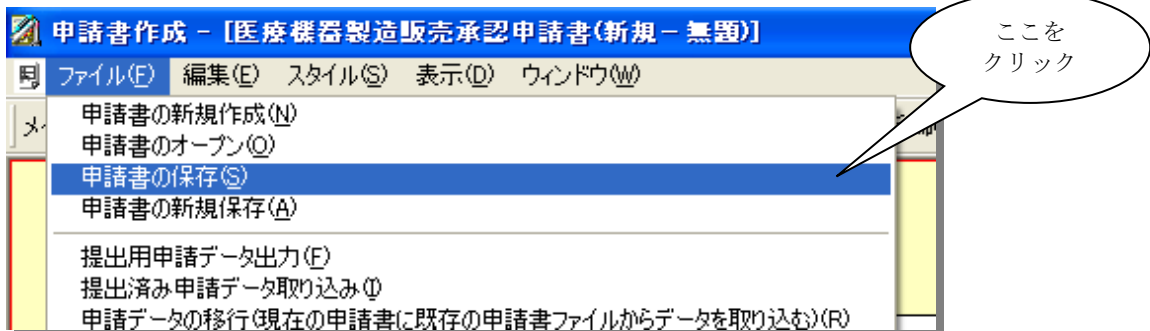 申請書作成 - [医療機器製造販売承認申請書(新規－無題)]
ここを
クリック
ファイル(F) 編集(E) スタイル(S) 表示(D) ウィンドウ(W)
申請書の新規作成(N)
申請書のオープン(O)
申請書の保存(S)
申請書の新規保存(A)
提出用申請データ出力(F)
提出済み申請データ取り込み(I)
申請データの移行(現在の申請書に既存の申請書ファイルからデータを取り込む)(R)